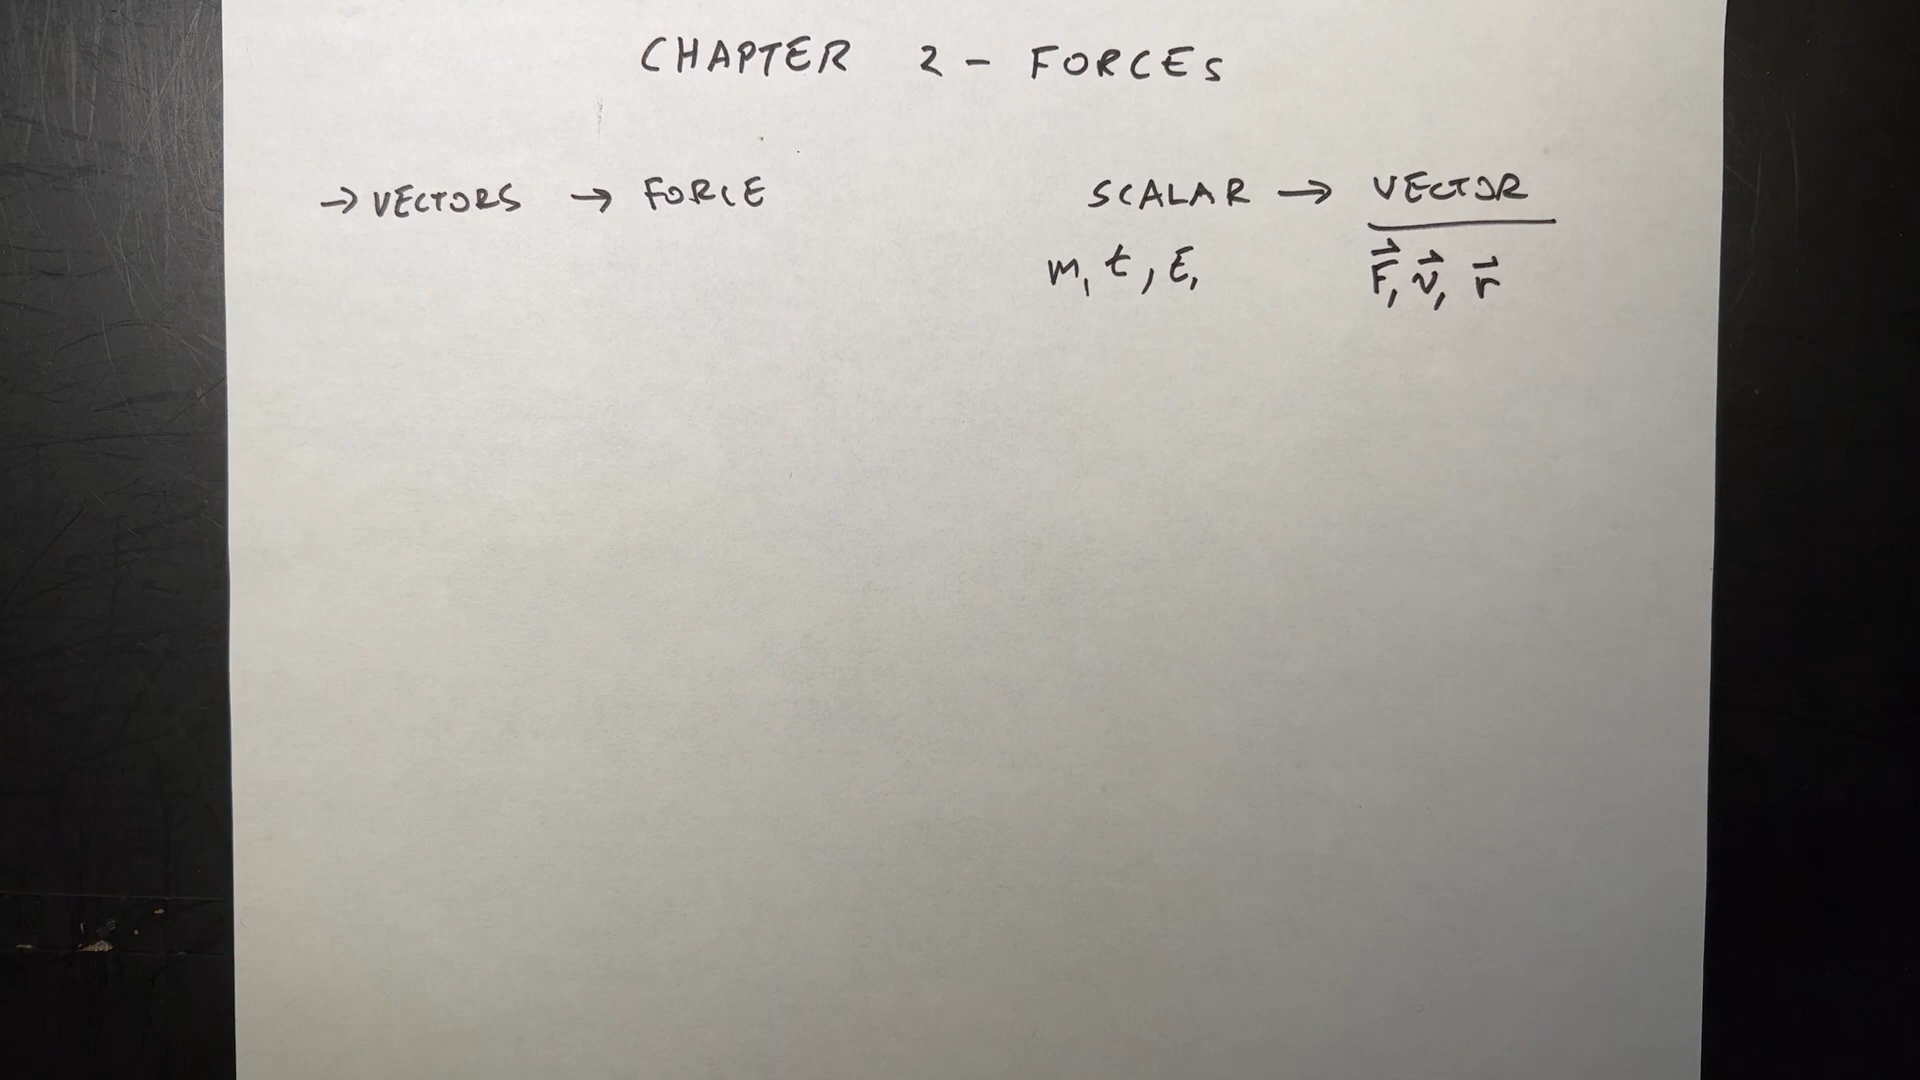 CHAPTER 2 - FORCES
→ VECTORS → FORCE SCALAR → VECTOR
m, t, E, F⃗, v⃗, r⃗